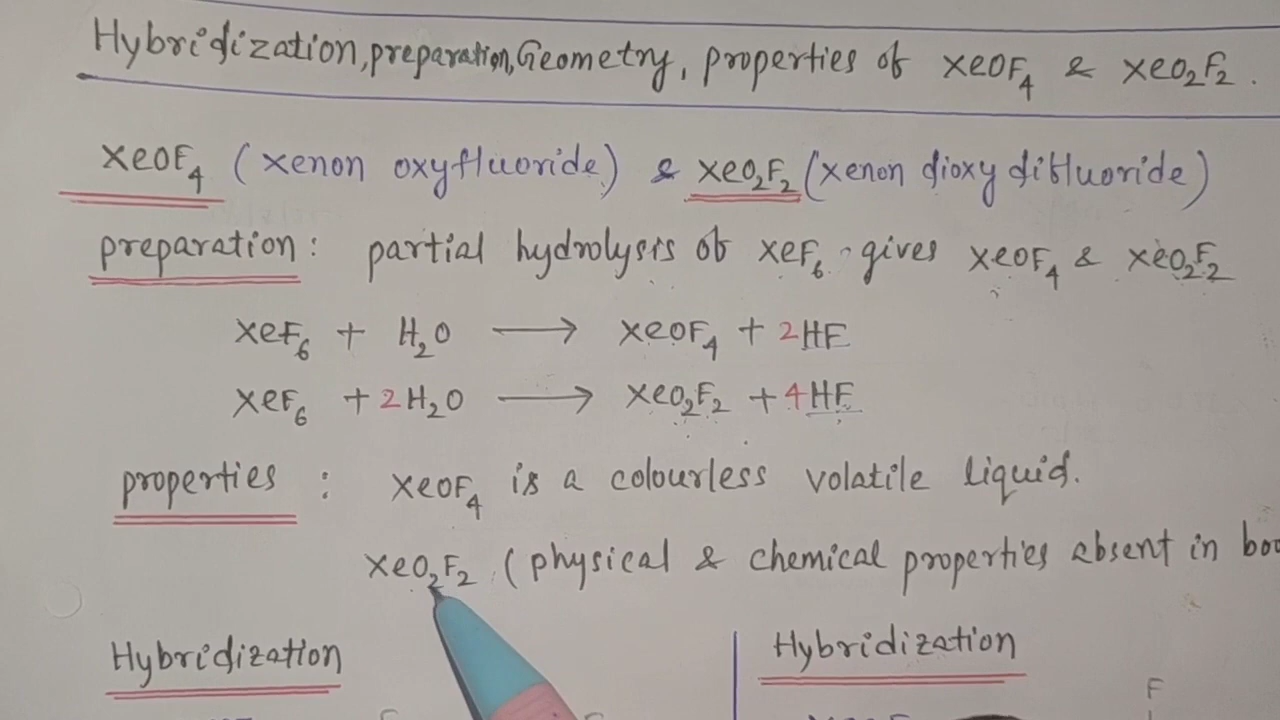 Hybridization, preparation, Geometry, properties of XeOF₄ & XeO₂F₂.
XeOF₄ (xenon oxyfluoride) & XeO₂F₂ (xenon dioxy difluoride)
preparation: partial hydrolysis of XeF₆ gives XeOF₄ & XeO₂F₂
XeF₆ + H₂O ⟶ XeOF₄ + 2HF
XeF₆ + 2H₂O ⟶ XeO₂F₂ + 4HF
properties : XeOF₄ is a colourless volatile liquid.
XeO₂F₂ (physical & chemical properties absent in
Hybridization
Hybridization
F